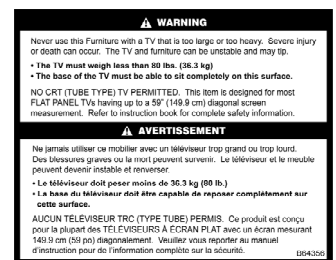 WARNING
Never use this Furniture with a TV that is too large or too heavy. Severe injury
or death can occur. The TV and furniture can be unstable and may tip.
• The TV must weigh less than 80 lbs. (36.3 kg)
• The base of the TV must be able to sit completely on this surface.
NO CRT (TUBE TYPE) TV PERMITTED. This item is designed for most
FLAT PANEL TVs having up to a 59" (149.9 cm) diagonal screen
measurement. Refer to instruction book for complete safety information.
AVERTISSEMENT
Ne jamais utiliser ce mobilier avec un téléviseur trop grand ou trop lourd.
Des blessures graves ou la mort peuvent survenir. Le téléviseur et le meuble
peuvent devenir instable et renverser.
• Le téléviseur doit peser moins de 36.3 kg (80 lb.)
• La base du téléviseur doit être capable de reposer complètement sur
cette surface.
AUCUN TÉLÉVISEUR TRC (TYPE TUBE) PERMIS. Ce produit est conçu
pour la plupart des TÉLÉVISEURS À ÉCRAN PLAT avec un écran mesurant
149.9 cm (59 po) diagonalement. Veuillez vous reporter au manuel
d'instruction pour de l'information complète sur la sécurité.
B64356